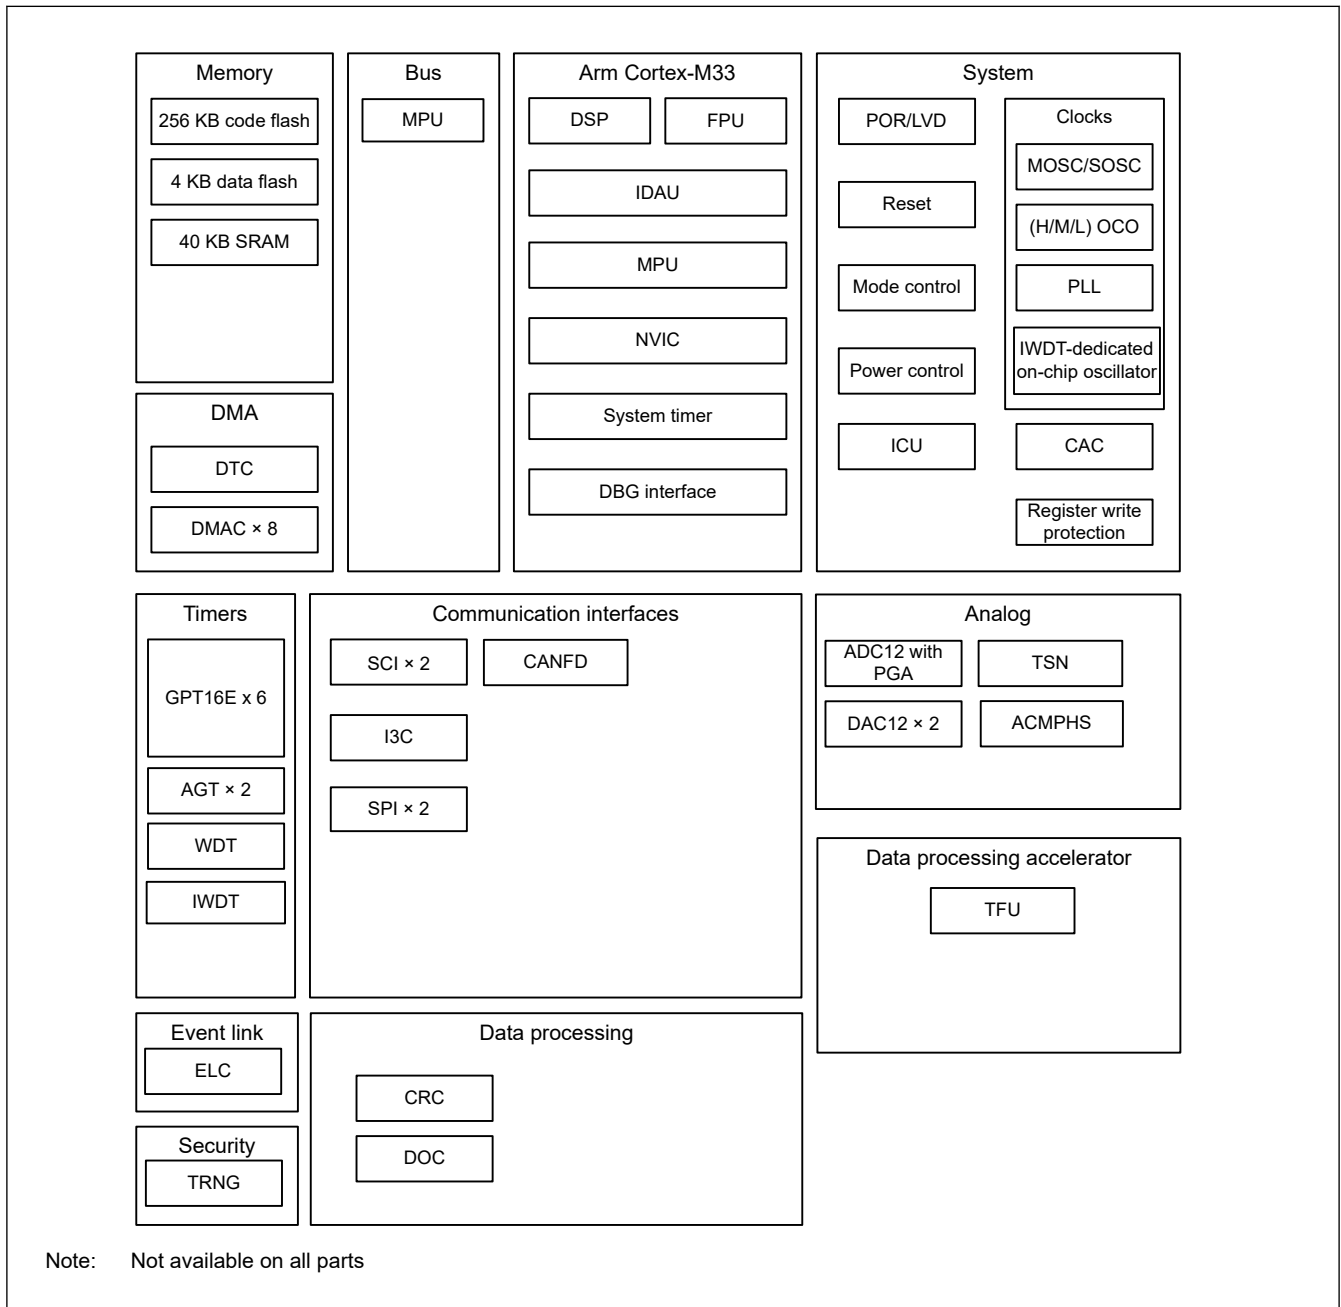 Memory
256 KB code flash
4 KB data flash
40 KB SRAM
DMA
DTC
DMAC × 8
Bus
MPU
Arm Cortex-M33
DSP
FPU
IDAU
MPU
NVIC
System timer
DBG interface
System
POR/LVD
Reset
Mode control
Power control
ICU
Clocks
MOSC/SOSC
(H/M/L) OCO
PLL
IWDT-dedicated
on-chip oscillator
CAC
Register write
protection
Timers
GPT16E x 6
AGT × 2
WDT
IWDT
Communication interfaces
SCI × 2
CANFD
I3C
SPI × 2
Analog
ADC12 with
PGA
TSN
DAC12 × 2
ACMPHS
Data processing accelerator
TFU
Event link
ELC
Security
TRNG
Data processing
CRC
DOC
Note: Not available on all parts